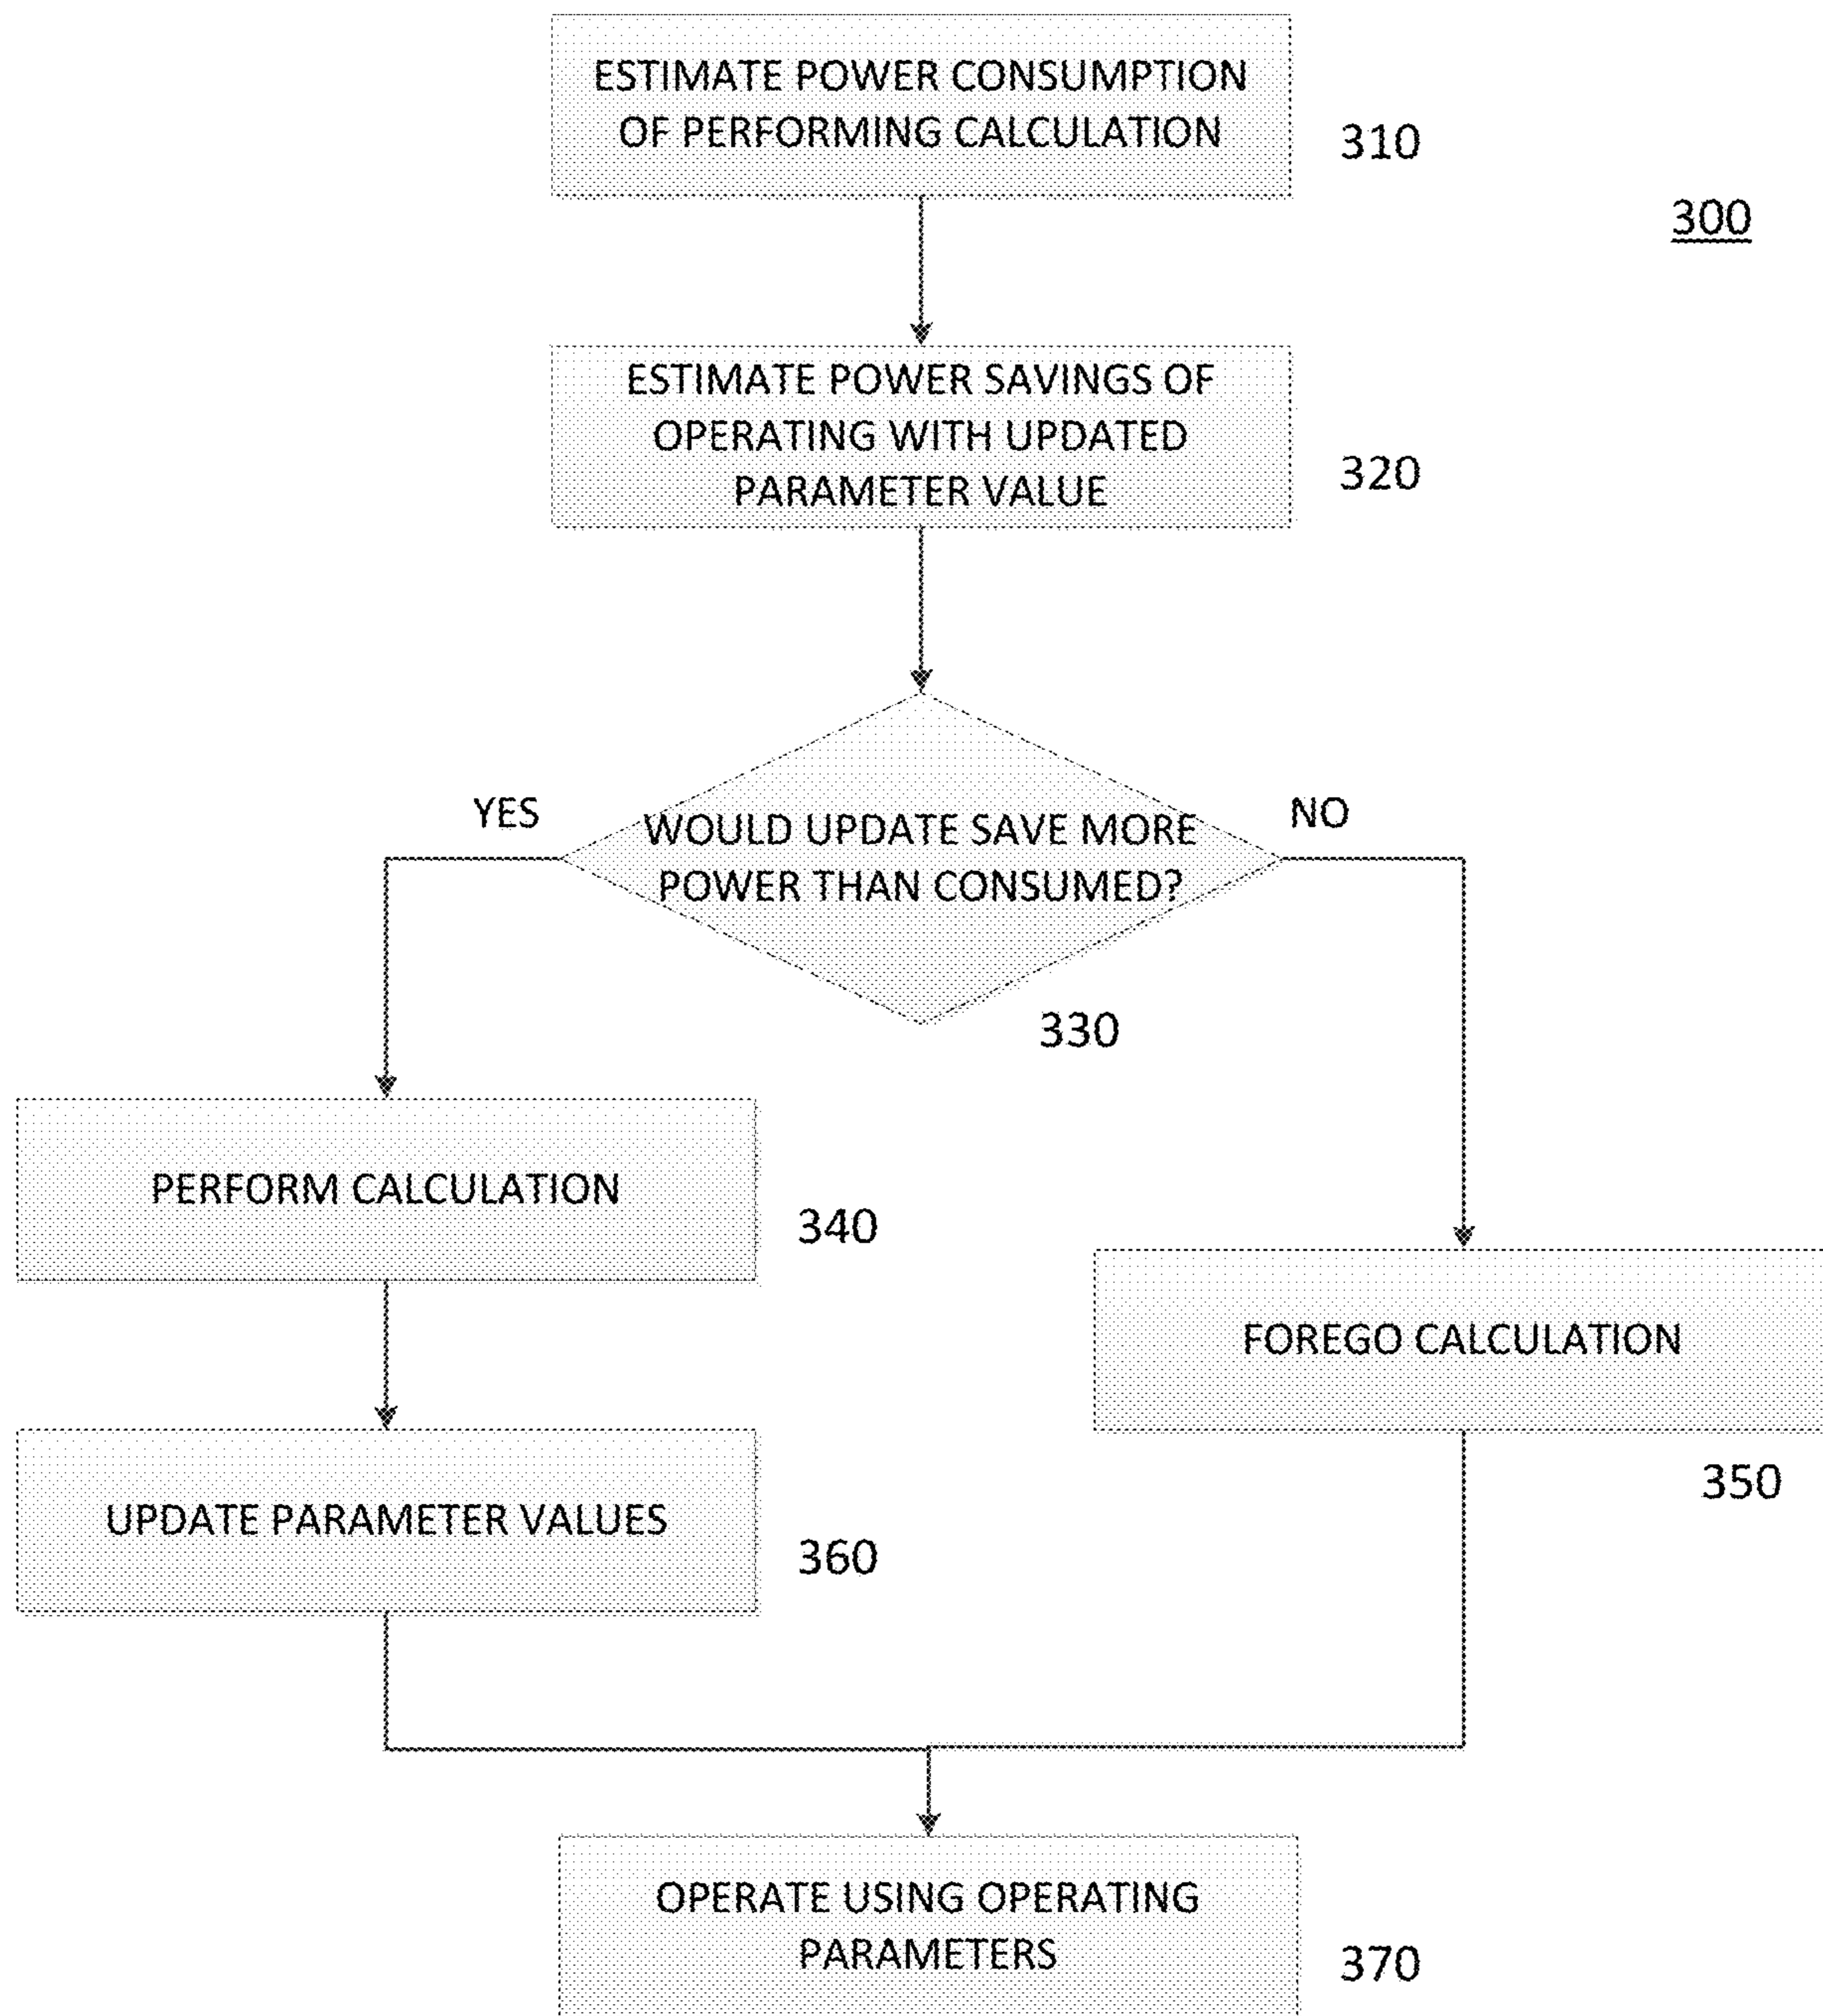 ESTIMATE POWER CONSUMPTION
OF PERFORMING CALCULATION
310
300
ESTIMATE POWER SAVINGS OF
OPERATING WITH UPDATED
PARAMETER VALUE
320
YES
NO
WOULD UPDATE SAVE MORE
POWER THAN CONSUMED?
330
PERFORM CALCULATION
340
FOREGO CALCULATION
350
UPDATE PARAMETER VALUES
360
OPERATE USING OPERATING
PARAMETERS
370